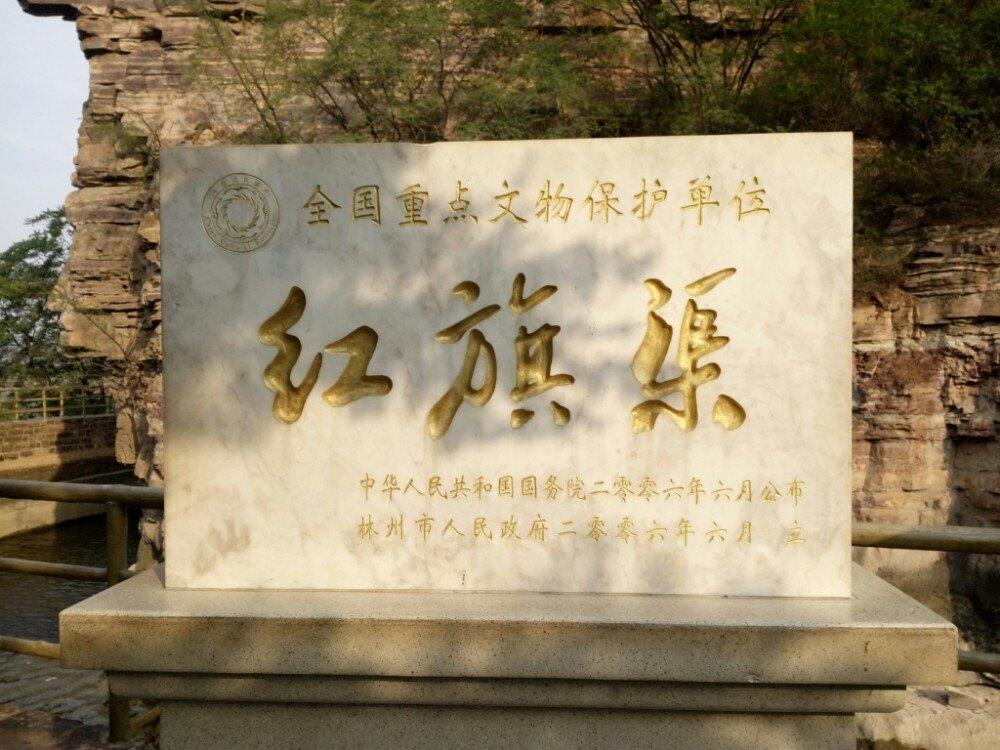 全国重点文物保护单位
红旗渠
中华人民共和国国务院二零零六年六月公布
林州市人民政府二零零六年六月 立